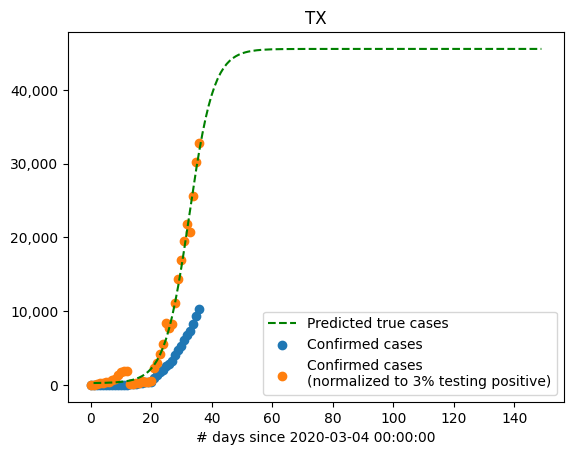 TX
40,000
30,000
20,000
10,000
0
Predicted true cases
Confirmed cases
Confirmed cases
(normalized to 3% testing positive)
0 20 40 60 80 100 120 140
# days since 2020-03-04 00:00:00